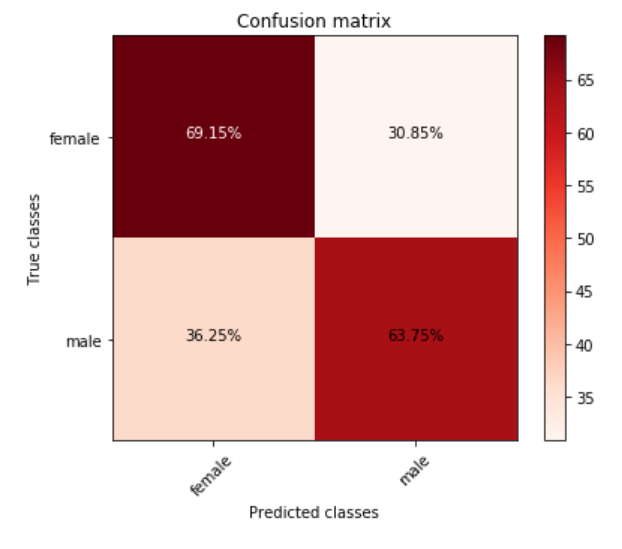 Confusion matrix
True classes
female
69.15%
30.85%
male
36.25%
63.75%
female
male
Predicted classes
65
60
55
50
45
40
35